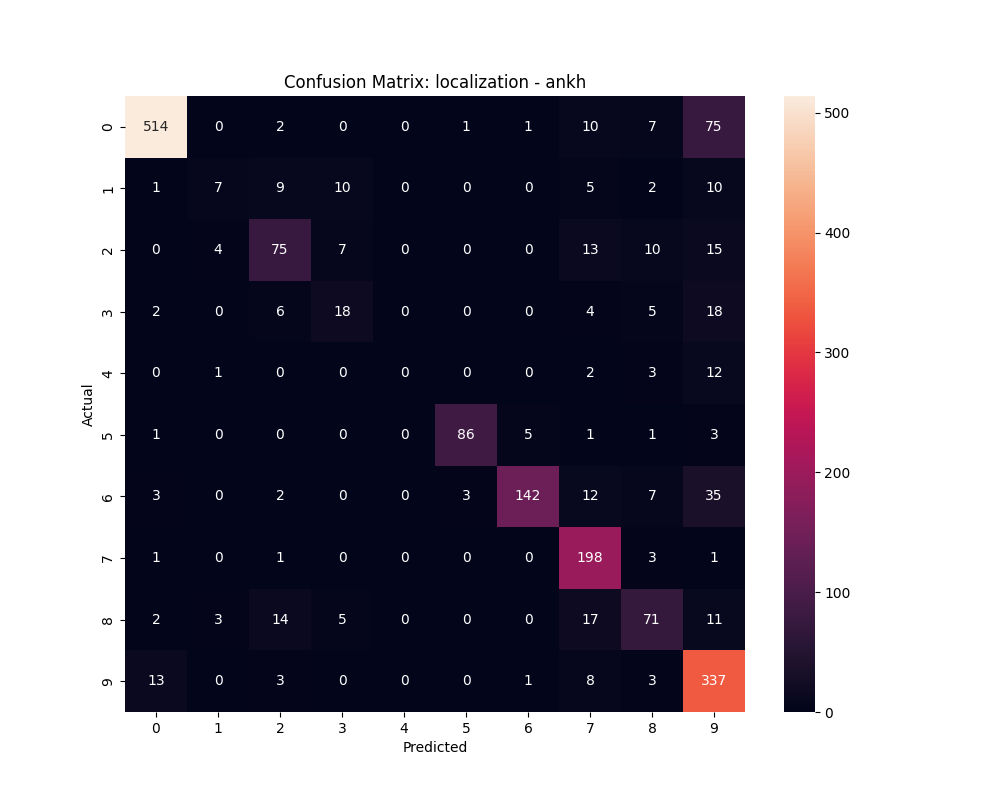 Confusion Matrix: localization - ankh
0 514 0 2 0 0 1 1 10 7 75
1 1 7 9 10 0 0 0 5 2 10
2 0 4 75 7 0 0 0 13 10 15
3 2 0 6 18 0 0 0 4 5 18
4 0 1 0 0 0 0 0 2 3 12
5 1 0 0 0 0 86 5 1 1 3
6 3 0 2 0 0 3 142 12 7 35
7 1 0 1 0 0 0 0 198 3 1
8 2 3 14 5 0 0 0 17 71 11
9 13 0 3 0 0 0 1 8 3 337
0 1 2 3 4 5 6 7 8 9
Predicted
Actual
500
400
300
200
100
0